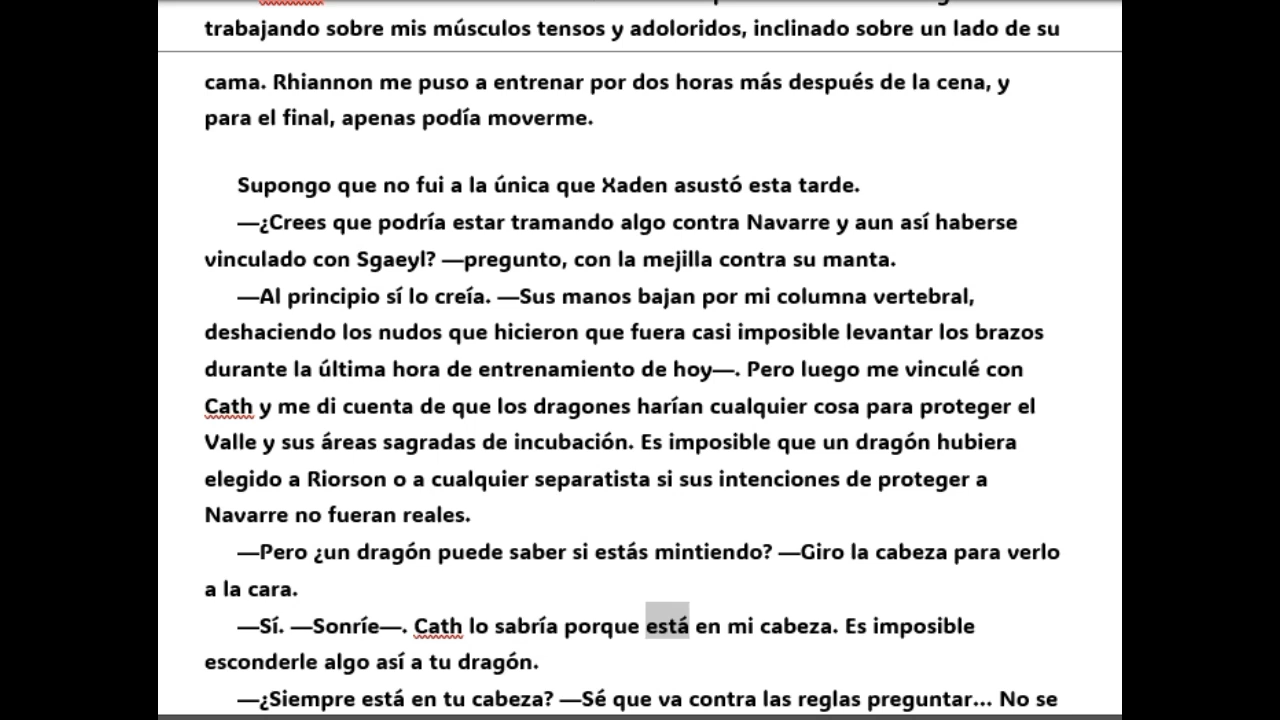 trabajando sobre mis músculos tensos y adoloridos, inclinado sobre un lado de su
cama. Rhiannon me puso a entrenar por dos horas más después de la cena, y
para el final, apenas podía moverme.
Supongo que no fui a la única que Xaden asustó esta tarde.
—¿Crees que podría estar tramando algo contra Navarre y aun así haberse
vinculado con Sgaeyl? —pregunto, con la mejilla contra su manta.
—Al principio sí lo creía. —Sus manos bajan por mi columna vertebral,
deshaciendo los nudos que hicieron que fuera casi imposible levantar los brazos
durante la última hora de entrenamiento de hoy—. Pero luego me vinculé con
Cath y me di cuenta de que los dragones harían cualquier cosa para proteger el
Valle y sus áreas sagradas de incubación. Es imposible que un dragón hubiera
elegido a Riorson o a cualquier separatista si sus intenciones de proteger a
Navarre no fueran reales.
—Pero ¿un dragón puede saber si estás mintiendo? —Giro la cabeza para verlo
a la cara.
—Sí. —Sonríe—. Cath lo sabría porque está en mi cabeza. Es imposible
esconderle algo así a tu dragón.
—¿Siempre está en tu cabeza? —Sé que va contra las reglas preguntar... No se